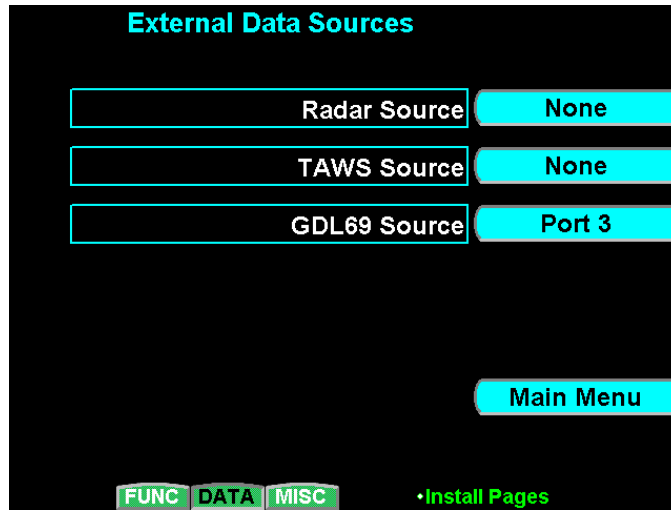 External Data Sources
Radar Source None
TAWS Source None
GDL69 Source Port 3
Main Menu
FUNC DATA MISC •Install Pages